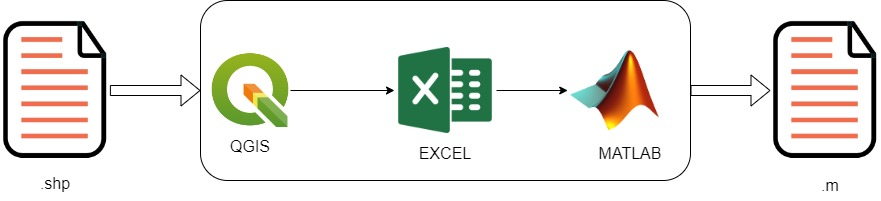 QGIS
EXCEL
MATLAB
.shp
.m